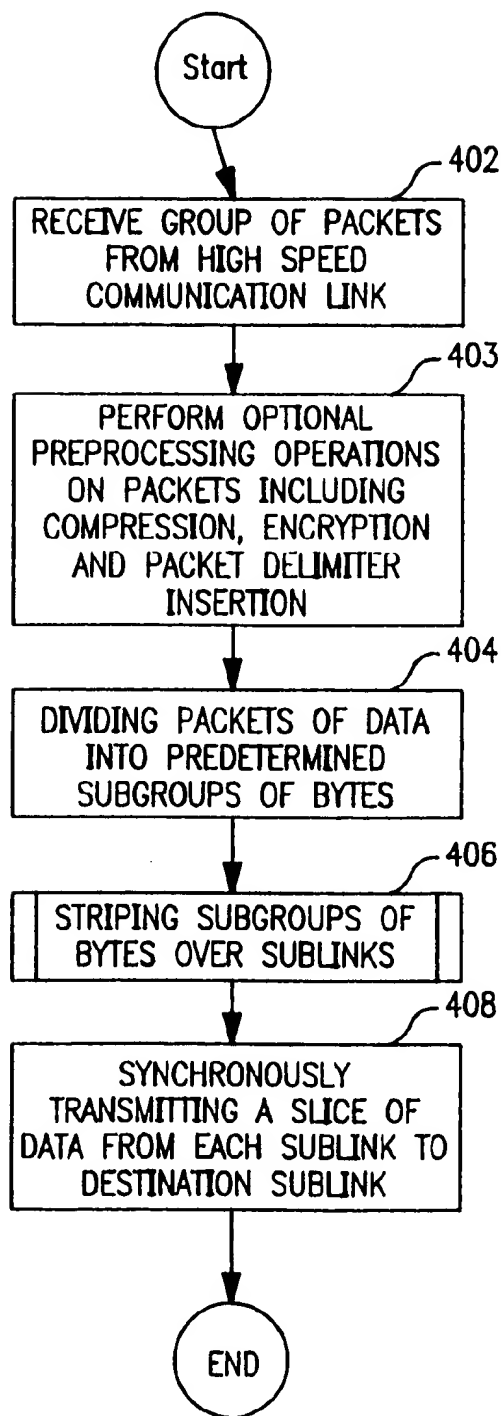 Start
402
RECEIVE GROUP OF PACKETS
FROM HIGH SPEED
COMMUNICATION LINK
403
PERFORM OPTIONAL
PREPROCESSING OPERATIONS
ON PACKETS INCLUDING
COMPRESSION, ENCRYPTION
AND PACKET DELIMITER
INSERTION
404
DIVIDING PACKETS OF DATA
INTO PREDETERMINED
SUBGROUPS OF BYTES
406
STRIPING SUBGROUPS OF
BYTES OVER SUBLINKS
408
SYNCHRONOUSLY
TRANSMITTING A SLICE OF
DATA FROM EACH SUBLINK TO
DESTINATION SUBLINK
END